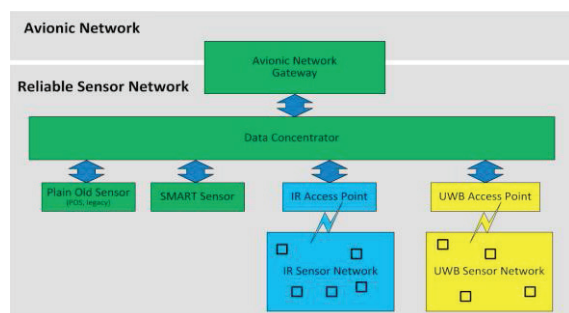 Avionic Network
Avionic Network
Gateway
Reliable Sensor Network
Data Concentrator
Plain Old Sensor
(POS, legacy)
SMART Sensor
IR Access Point
UWB Access Point
IR Sensor Network
UWB Sensor Network